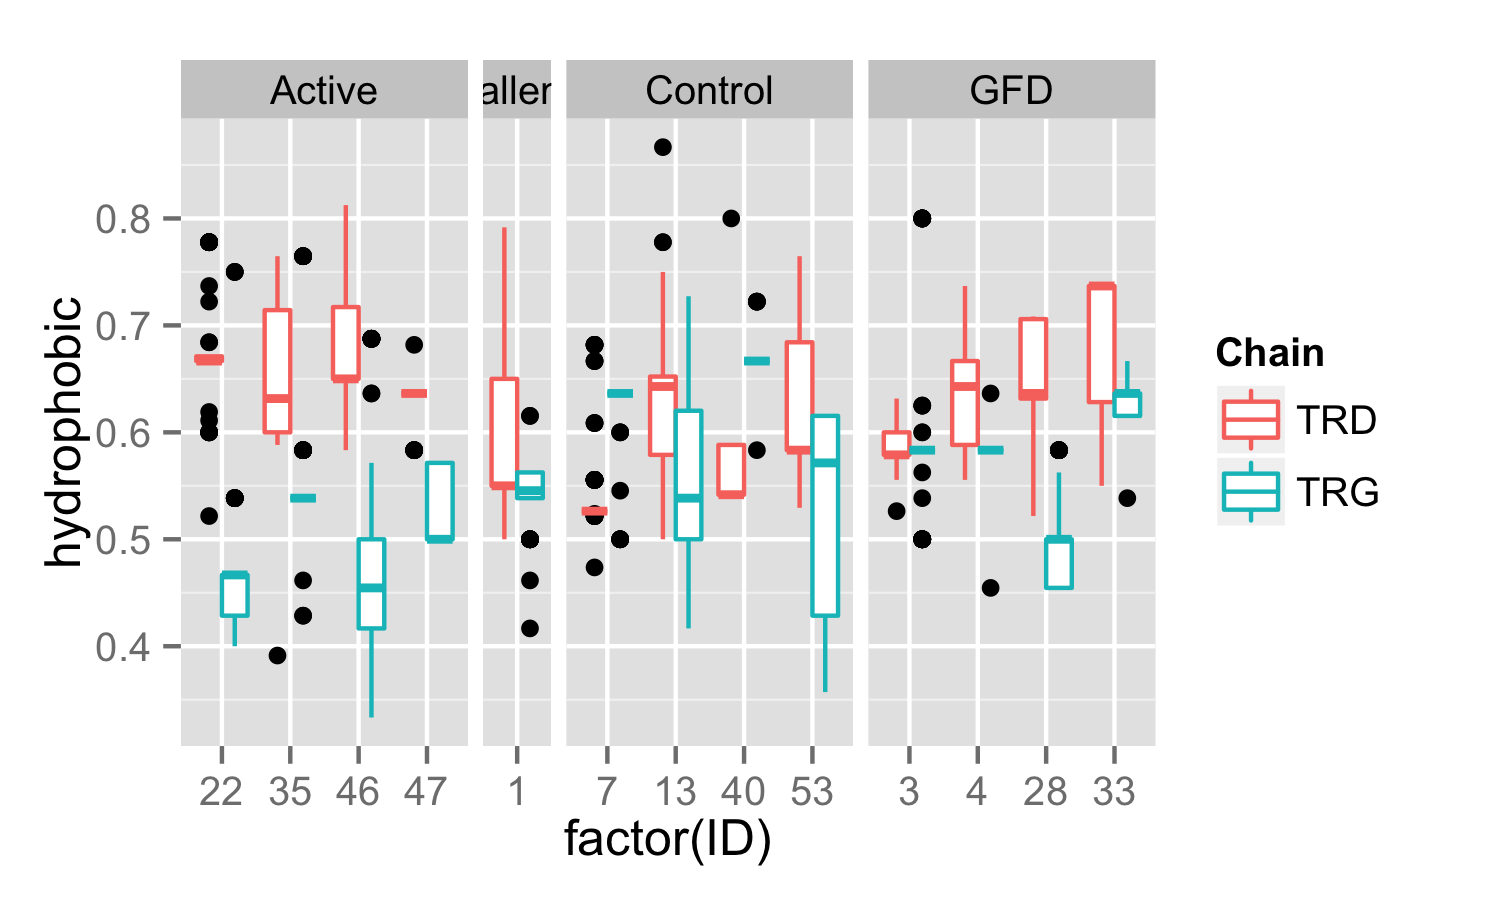 Active aller Control GFD
hydrophobic
0.8
0.7
0.6
0.5
0.4
22 35 46 47 1 7 13 40 53 3 4 28 33
factor(ID)
Chain
TRD
TRG